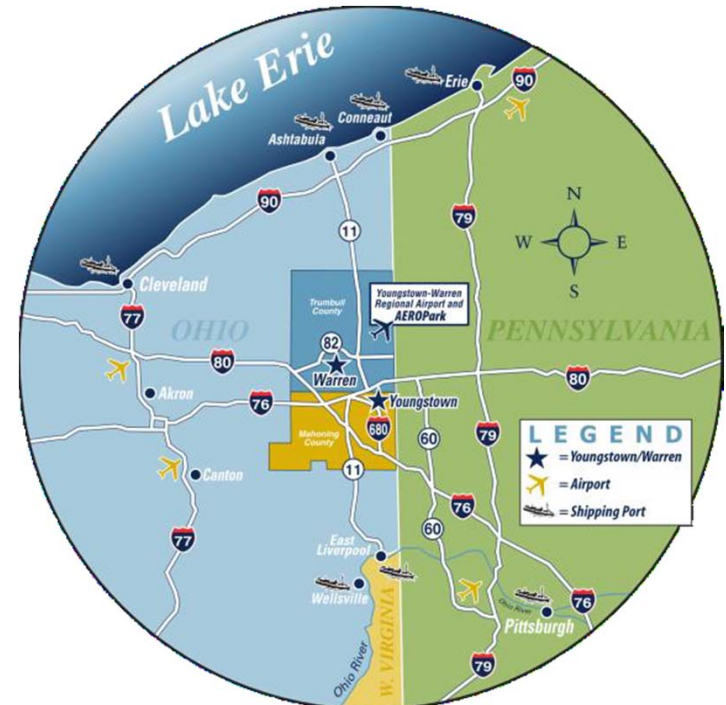 Lake Erie
Erie
90
Conneaut
Ashtabula
79
90
11
N
W
E
S
Cleveland
77
Trumbull
County
Youngstown-Warren
Regional Airport and
AEROPark
OHIO
PENNSYLVANIA
82
80
Warren
80
Akron
76
Youngstown
680
Mahoning
County
60
79
LEGEND
= Youngstown/Warren
= Airport
= Shipping Port
11
Canton
76
60
77
East
Liverpool
Wellsville
W. VIRGINIA
Ohio River
Ohio River
Pittsburgh
76
79